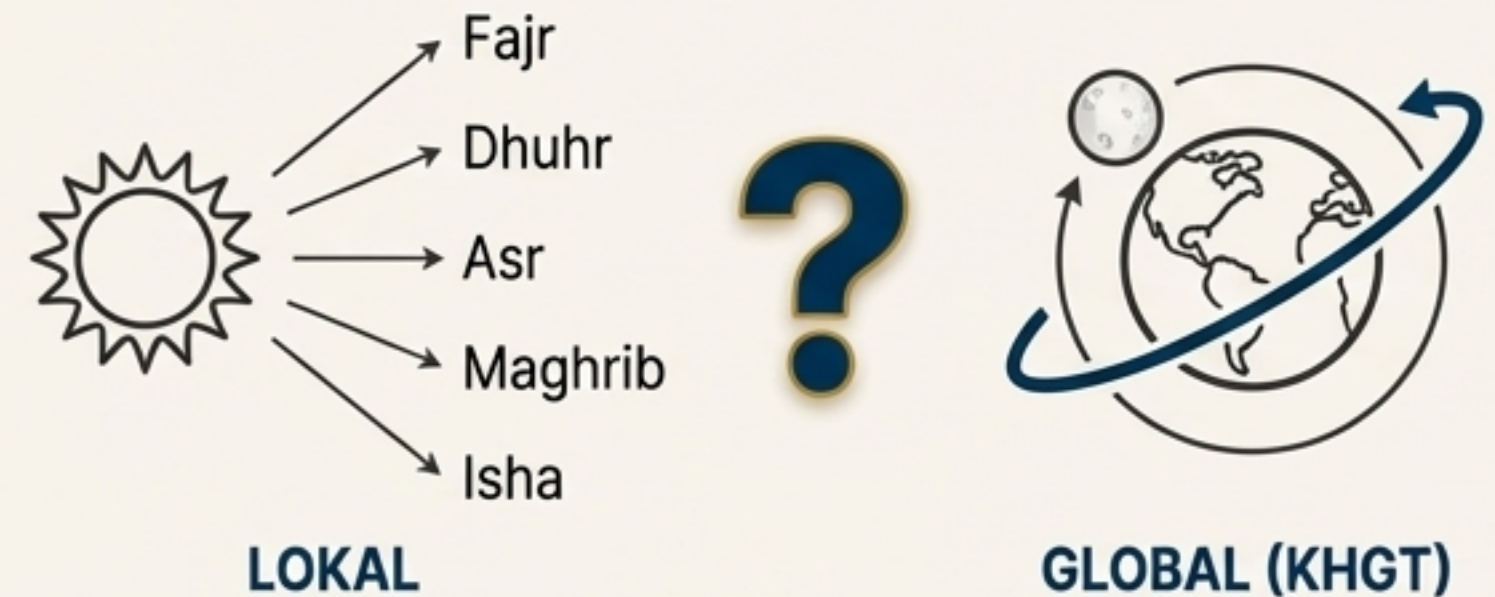 Fajr
Dhuhr
Asr
Maghrib
Isha
?
LOKAL
GLOBAL (KHGT)